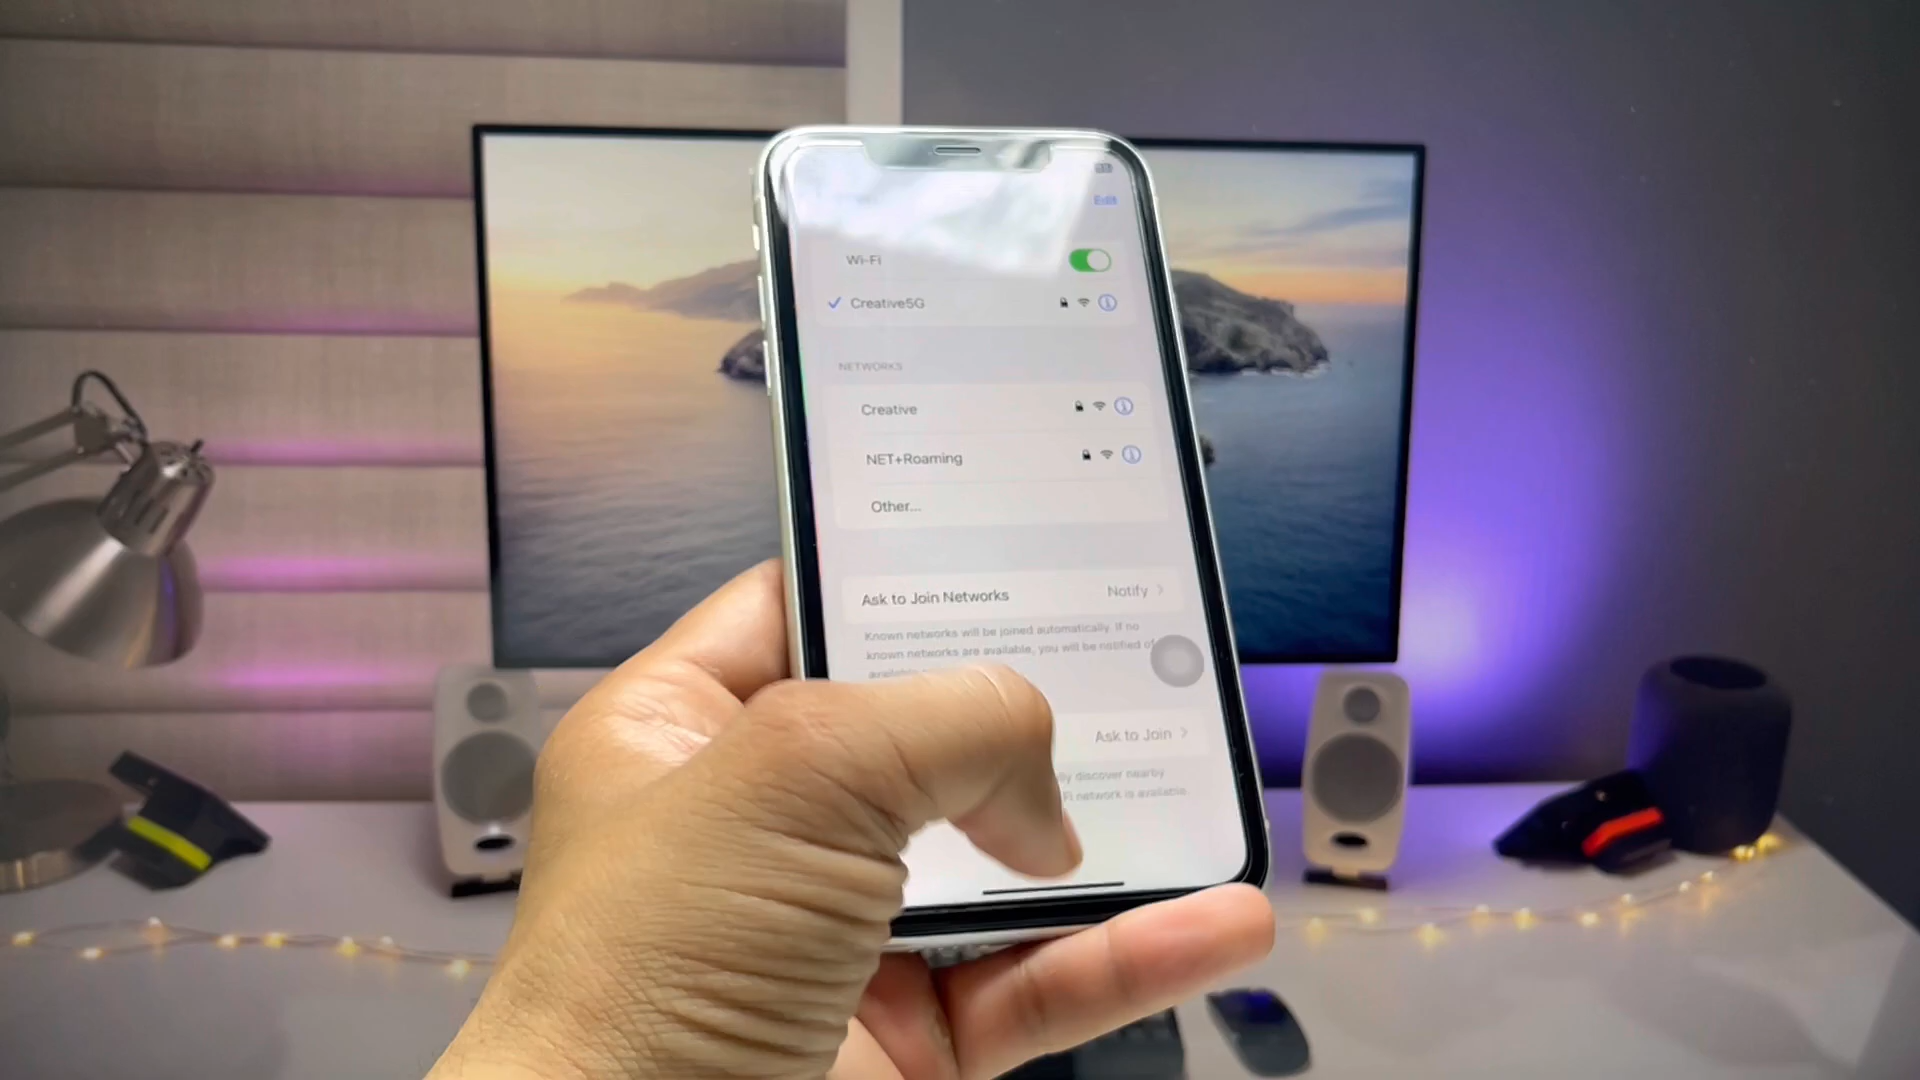 Edit
Wi-Fi
Creative5G
NETWORKS
Creative
NET+Roaming
Other...
Ask to Join Networks Notify
Known networks will be joined automatically. If no
known networks are available, you will be notified of
available
Ask to Join
discover nearby
Fi network is available.